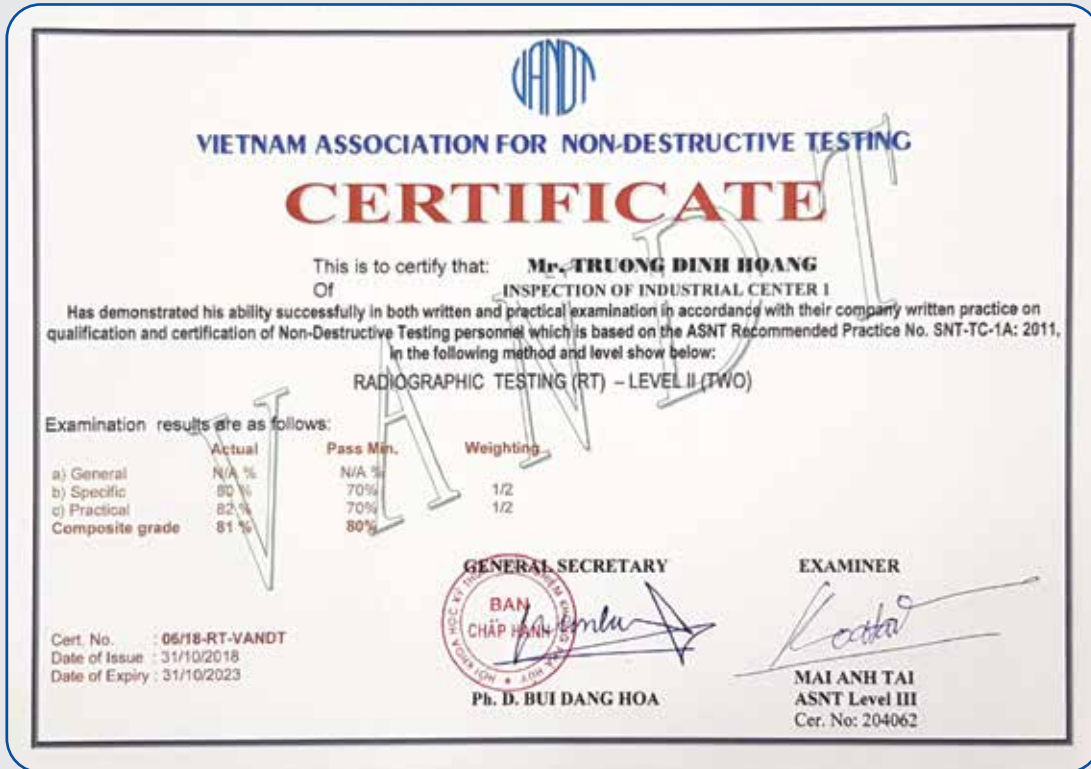 VANDT
VIETNAM ASSOCIATION FOR NON-DESTRUCTIVE TESTING
CERTIFICATE
This is to certify that: Mr. TRUONG DINH HOANG
Of INSPECTION OF INDUSTRIAL CENTER 1
Has demonstrated his ability successfully in both written and practical examination in accordance with their company written practice on
qualification and certification of Non-Destructive Testing personnel which is based on the ASNT Recommended Practice No. SNT-TC-1A: 2011,
in the following method and level show below:
RADIOGRAPHIC TESTING (RT) – LEVEL II (TWO)
Examination results are as follows:
Actual Pass Min. Weighting
a) General N/A % N/A %
b) Specific 80 % 70% 1/2
c) Practical 82 % 70% 1/2
Composite grade 81 % 80%
VANDT
GENERAL SECRETARY EXAMINER
BAN
CHẤP HÀNH
Cert. No. : 06/18-RT-VANDT
Date of Issue : 31/10/2018
Date of Expiry : 31/10/2023
Ph. D. BUI DANG HOA
MAI ANH TAI
ASNT Level III
Cer. No: 204062